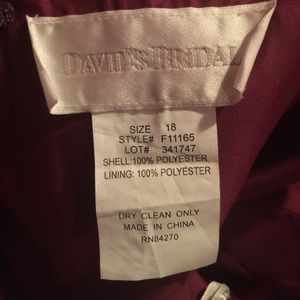 DAVID'S BRIDAL
SIZE 18
STYLE# F11165
LOT# 341747
SHELL:100% POLYESTER
LINING: 100% POLYESTER
DRY CLEAN ONLY
MADE IN CHINA
RN84270